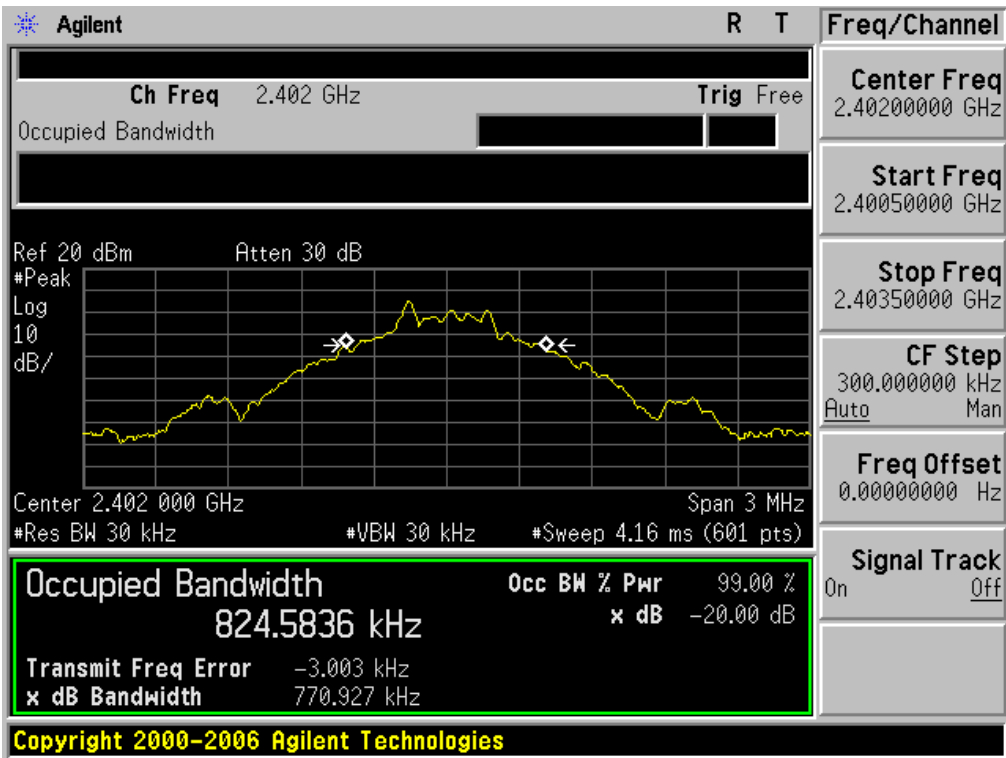 Agilent R T
Ch Freq 2.402 GHz Trig Free
Occupied Bandwidth
Ref 20 dBm Atten 30 dB
#Peak
Log
10
dB/
Center 2.402 000 GHz Span 3 MHz
#Res BW 30 kHz #VBW 30 kHz #Sweep 4.16 ms (601 pts)
Occupied Bandwidth Occ BW % Pwr 99.00 %
824.5836 kHz x dB -20.00 dB
Transmit Freq Error -3.003 kHz
x dB Bandwidth 770.927 kHz
Copyright 2000-2006 Agilent Technologies
Freq/Channel
Center Freq
2.40200000 GHz
Start Freq
2.40050000 GHz
Stop Freq
2.40350000 GHz
CF Step
300.000000 kHz
Auto Man
Freq Offset
0.00000000 Hz
Signal Track
On Off